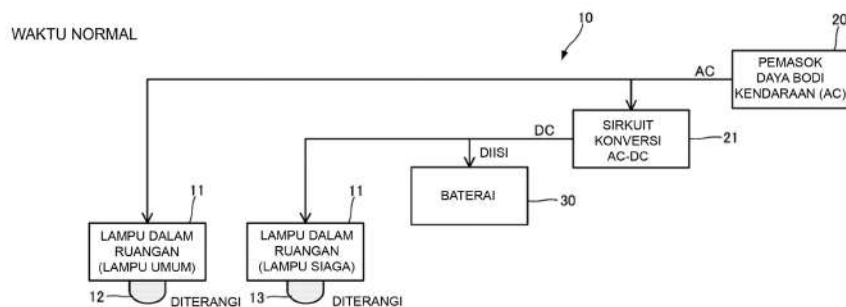 WAKTU NORMAL
10
20
AC
PEMASOK
DAYA BODI
KENDARAAN (AC)
DC
SIRKUIT
KONVERSI
AC-DC
21
DIISI
BATERAI
30
11
LAMPU DALAM
RUANGAN
(LAMPU UMUM)
12
DITERANGI
11
LAMPU DALAM
RUANGAN
(LAMPU SIAGA)
13
DITERANGI